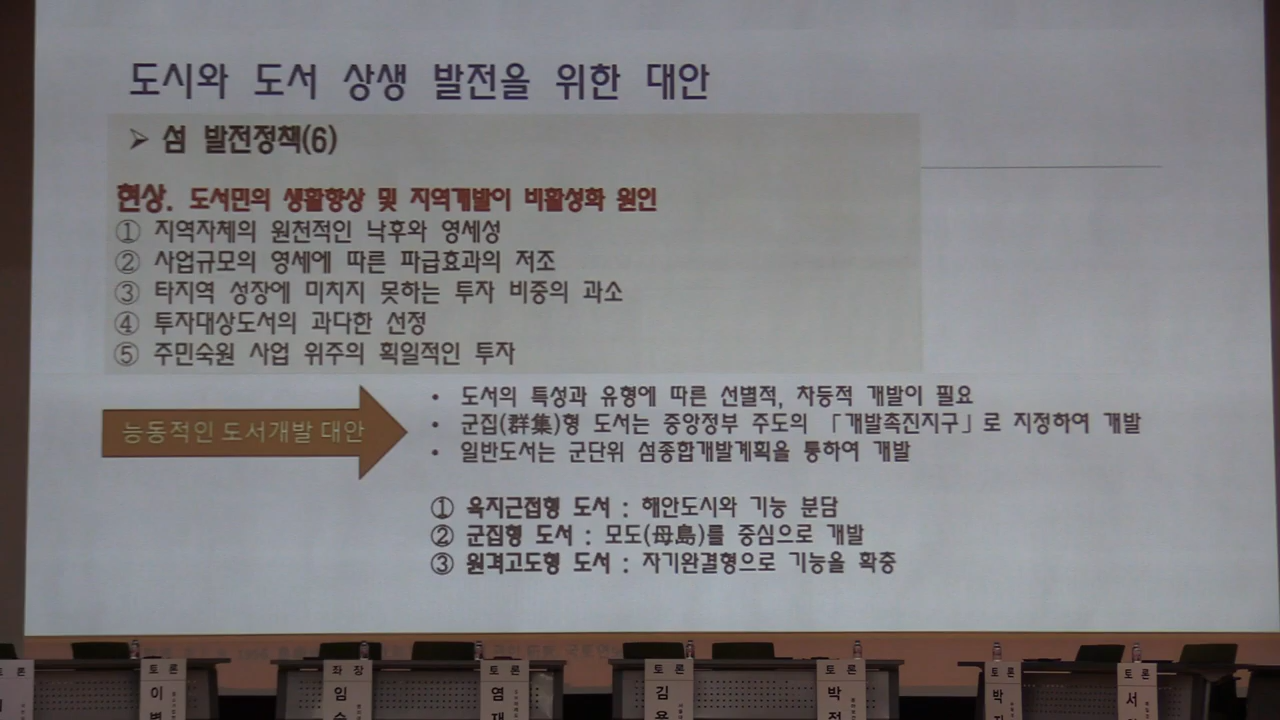 도시와 도서 상생 발전을 위한 대안
➢ 섬 발전정책(6)
현상. 도서민의 생활향상 및 지역개발이 비활성화 원인
① 지역자체의 원천적인 낙후와 영세성
② 사업규모의 영세에 따른 파급효과의 저조
③ 타지역 성장에 미치지 못하는 투자 비중의 과소
④ 투자대상도서의 과다한 선정
⑤ 주민숙원 사업 위주의 획일적인 투자
능동적인 도서개발 대안
• 도서의 특성과 유형에 따른 선별적, 차등적 개발이 필요
• 군집(群集)형 도서는 중앙정부 주도의 「개발촉진지구」로 지정하여 개발
• 일반도서는 군단위 섬종합개발계획을 통하여 개발
① 육지근접형 도서 : 해안도시와 기능 분담
② 군집형 도서 : 모도(母島)를 중심으로 개발
③ 원격고도형 도서 : 자기완결형으로 기능을 확충
토론
토론
이
좌장
임
토론
염
토론
김
토론
박
토론
박
토론
서